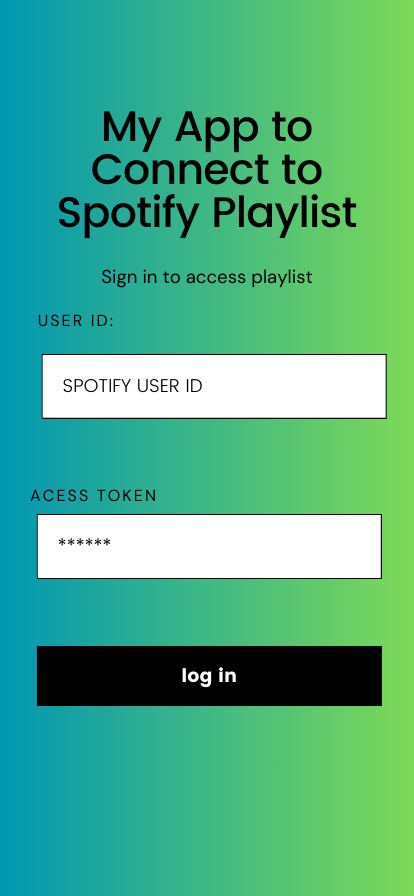 My App to
Connect to
Spotify Playlist
Sign in to access playlist
USER ID:
SPOTIFY USER ID
ACESS TOKEN
******
log in